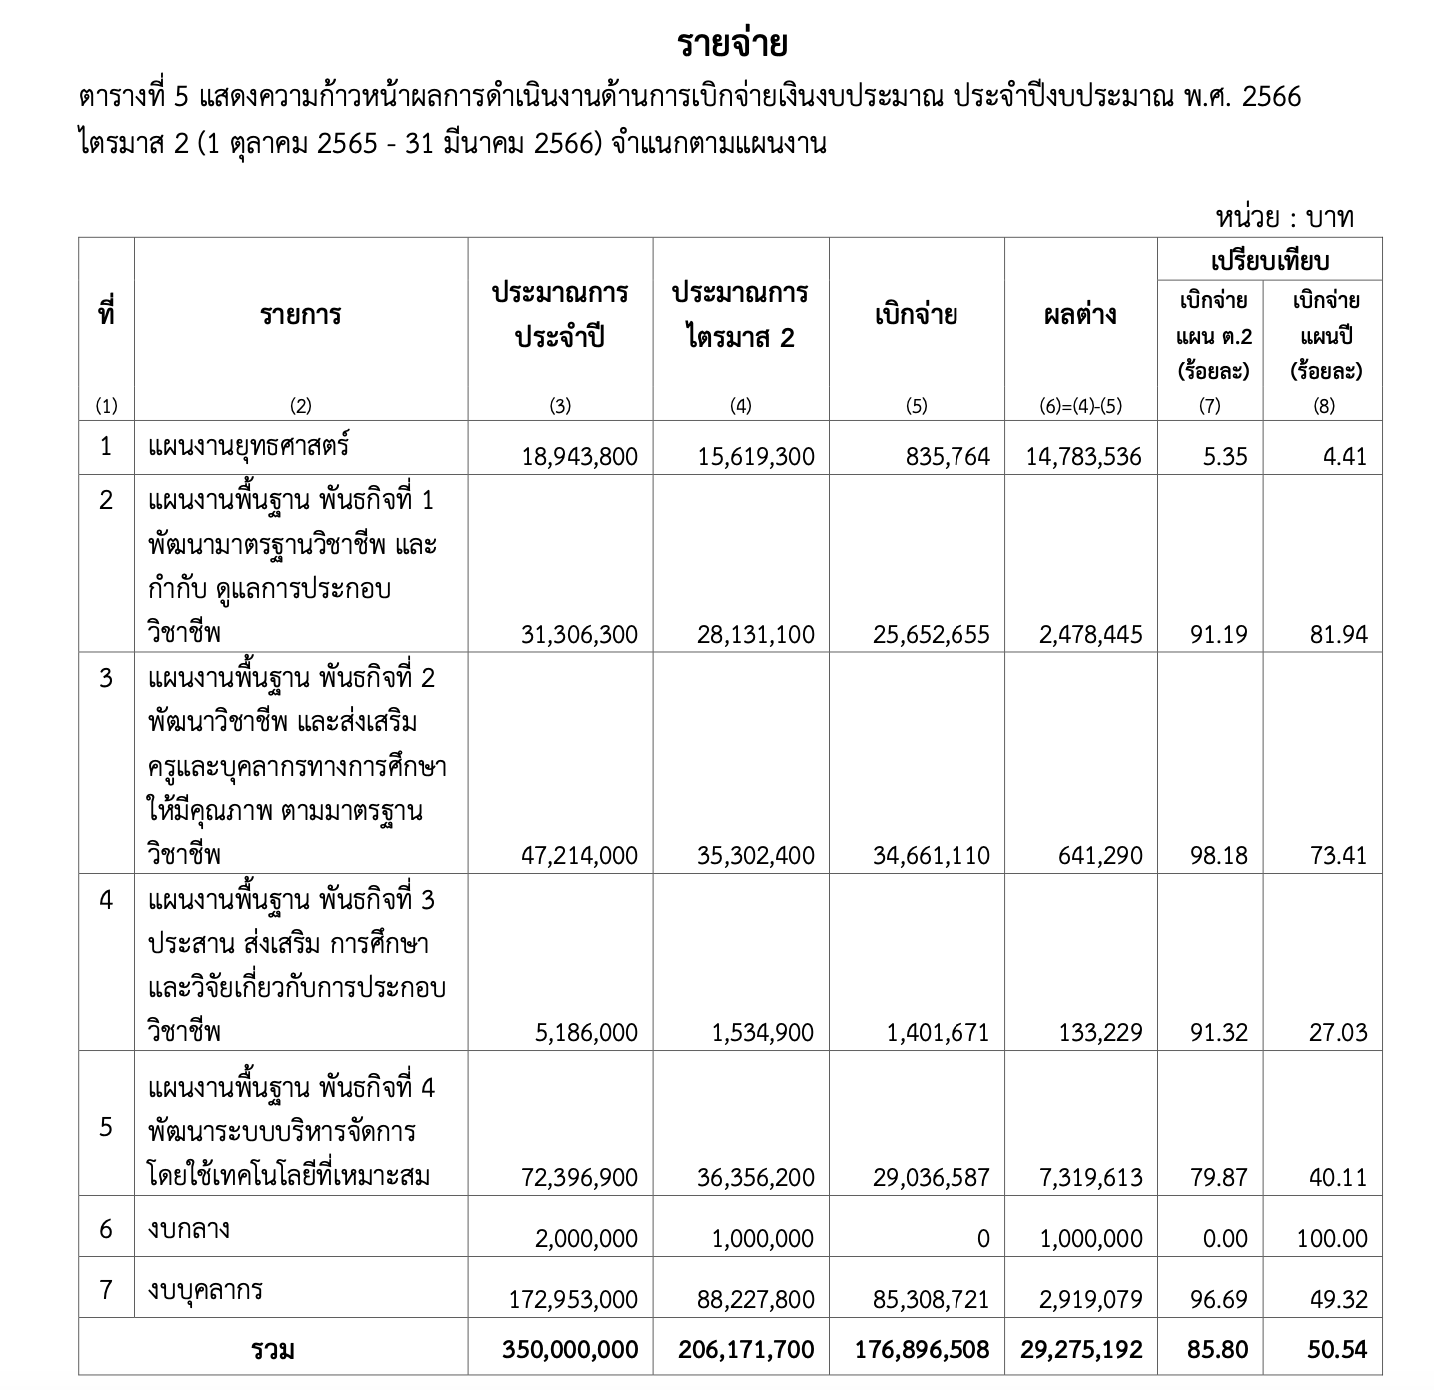 รายจ่าย
ตารางที่ 5 แสดงความก้าวหน้าผลการดำเนินงานด้านการเบิกจ่ายเงินงบประมาณ ประจำปีงบประมาณ พ.ศ. 2566
ไตรมาส 2 (1 ตุลาคม 2565 - 31 มีนาคม 2566) จำแนกตามแผนงาน
หน่วย : บาท
ที่ รายการ ประมาณการ ประมาณการ เบิกจ่าย ผลต่าง เปรียบเทียบ
ประจำปี ไตรมาส 2 เบิกจ่าย เบิกจ่าย
แผน ต.2 แผนปี
(ร้อยละ) (ร้อยละ)
(1) (2) (3) (4) (5) (6)=(4)-(5) (7) (8)
1 แผนงานยุทธศาสตร์ 18,943,800 15,619,300 835,764 14,783,536 5.35 4.41
2 แผนงานพื้นฐาน พันธกิจที่ 1
พัฒนามาตรฐานวิชาชีพ และ
กำกับ ดูแลการประกอบ
วิชาชีพ 31,306,300 28,131,100 25,652,655 2,478,445 91.19 81.94
3 แผนงานพื้นฐาน พันธกิจที่ 2
พัฒนาวิชาชีพ และส่งเสริม
ครูและบุคลากรทางการศึกษา
ให้มีคุณภาพ ตามมาตรฐาน
วิชาชีพ 47,214,000 35,302,400 34,661,110 641,290 98.18 73.41
4 แผนงานพื้นฐาน พันธกิจที่ 3
ประสาน ส่งเสริม การศึกษา
และวิจัยเกี่ยวกับการประกอบ
วิชาชีพ 5,186,000 1,534,900 1,401,671 133,229 91.32 27.03
แผนงานพื้นฐาน พันธกิจที่ 4
5 พัฒนาระบบบริหารจัดการ
โดยใช้เทคโนโลยีที่เหมาะสม 72,396,900 36,356,200 29,036,587 7,319,613 79.87 40.11
6 งบกลาง 2,000,000 1,000,000 0 1,000,000 0.00 100.00
7 งบบุคลากร 172,953,000 88,227,800 85,308,721 2,919,079 96.69 49.32
รวม 350,000,000 206,171,700 176,896,508 29,275,192 85.80 50.54